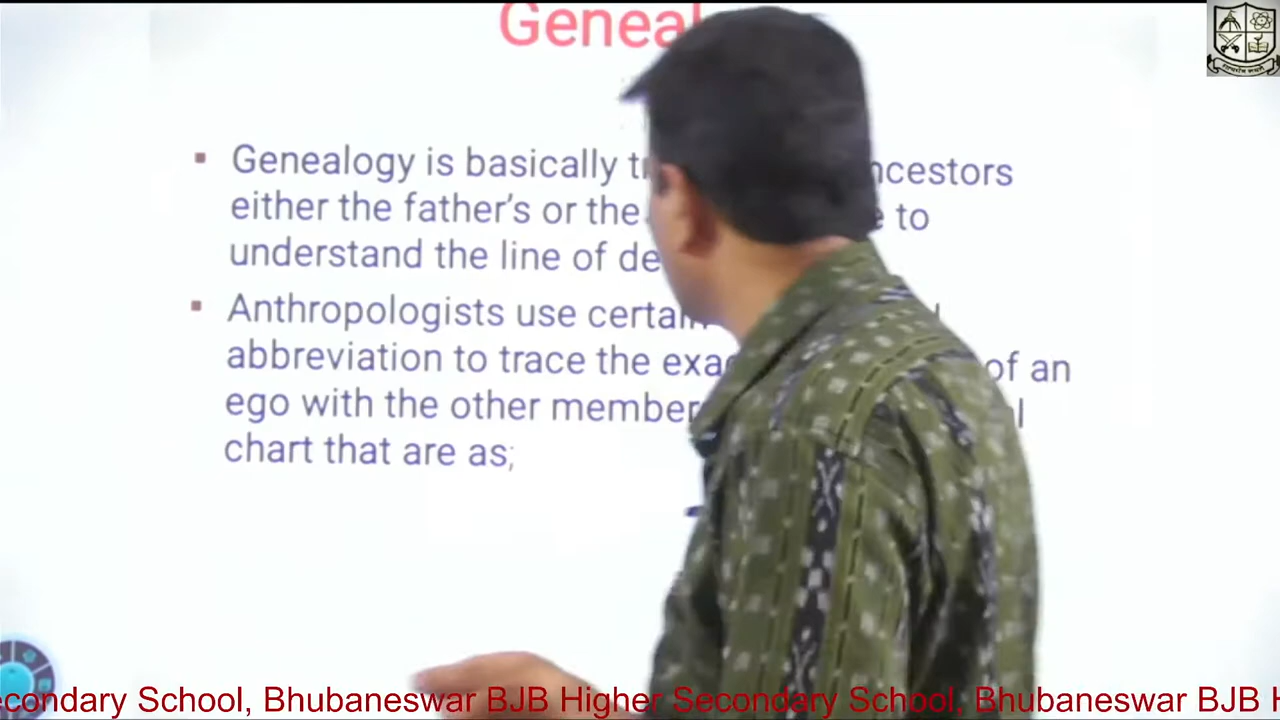 Geneal
Genealogy is basically ncestors
either the father's or the to
understand the line of de
Anthropologists use certain
abbreviation to trace the exa of an
ego with the other member
chart that are as;
econdary School, Bhubaneswar BJB Higher Secondary School, Bhubaneswar BJB H